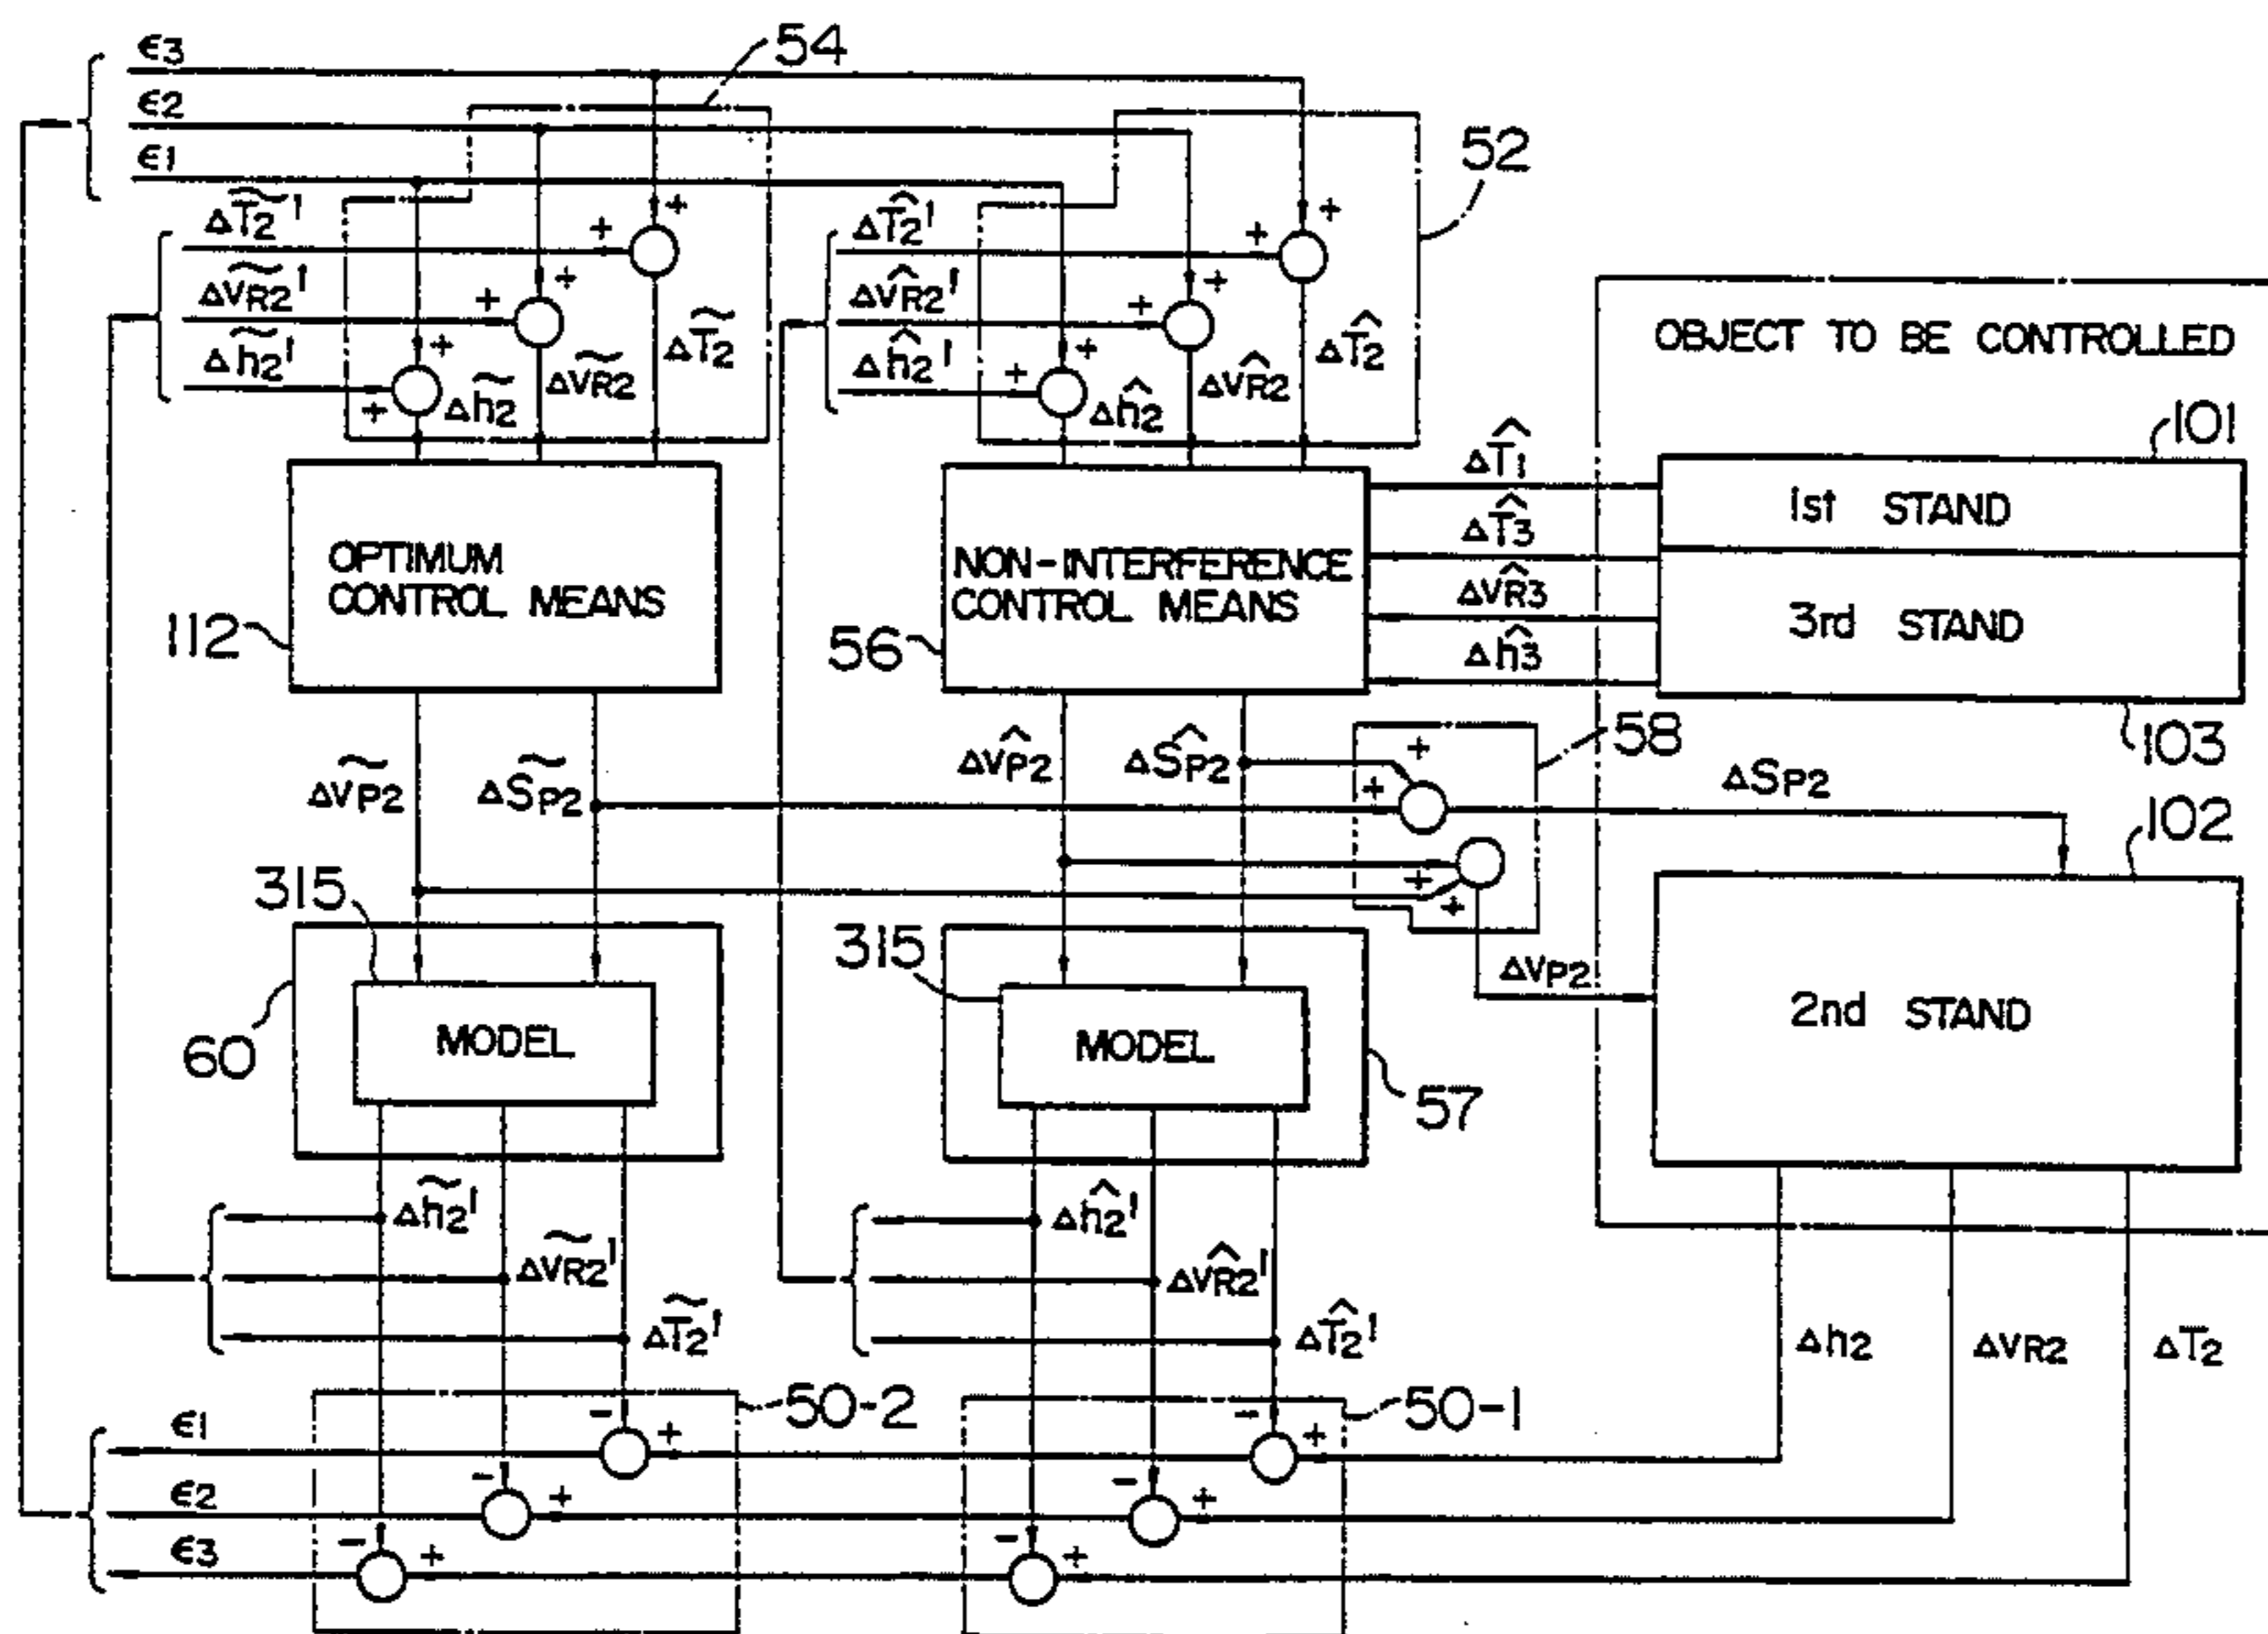 ϵ3
54
ϵ2
ϵ1
52
ΔT̃2'
+ +
ΔṽR2'
+ +
Δh̃2'
+ +
Δh̃2
ΔṽR2
ΔT̃2
ΔT̂2'
+ +
Δv̂R2'
+ +
Δĥ2'
+ +
Δĥ2
Δv̂R2
ΔT̂2
OBJECT TO BE CONTROLLED
101
OPTIMUM
CONTROL MEANS
112
NON-INTERFERENCE
CONTROL MEANS
56
ΔT̂1
ΔT̂3
Δv̂R3
Δĥ3
1st STAND
3rd STAND
103
ΔṽP2
ΔS̃P2
Δv̂P2
ΔŜP2
58
+
+
ΔSP2
102
+
+
ΔvP2
2nd STAND
315
MODEL
60
315
MODEL
57
Δh̃2'
ΔṽR2'
ΔT̃2'
Δĥ2'
Δv̂R2'
ΔT̂2'
Δh2
ΔvR2
ΔT2
50-2
50-1
ϵ1
- +
- +
ϵ2
- +
- +
ϵ3
- +
- +